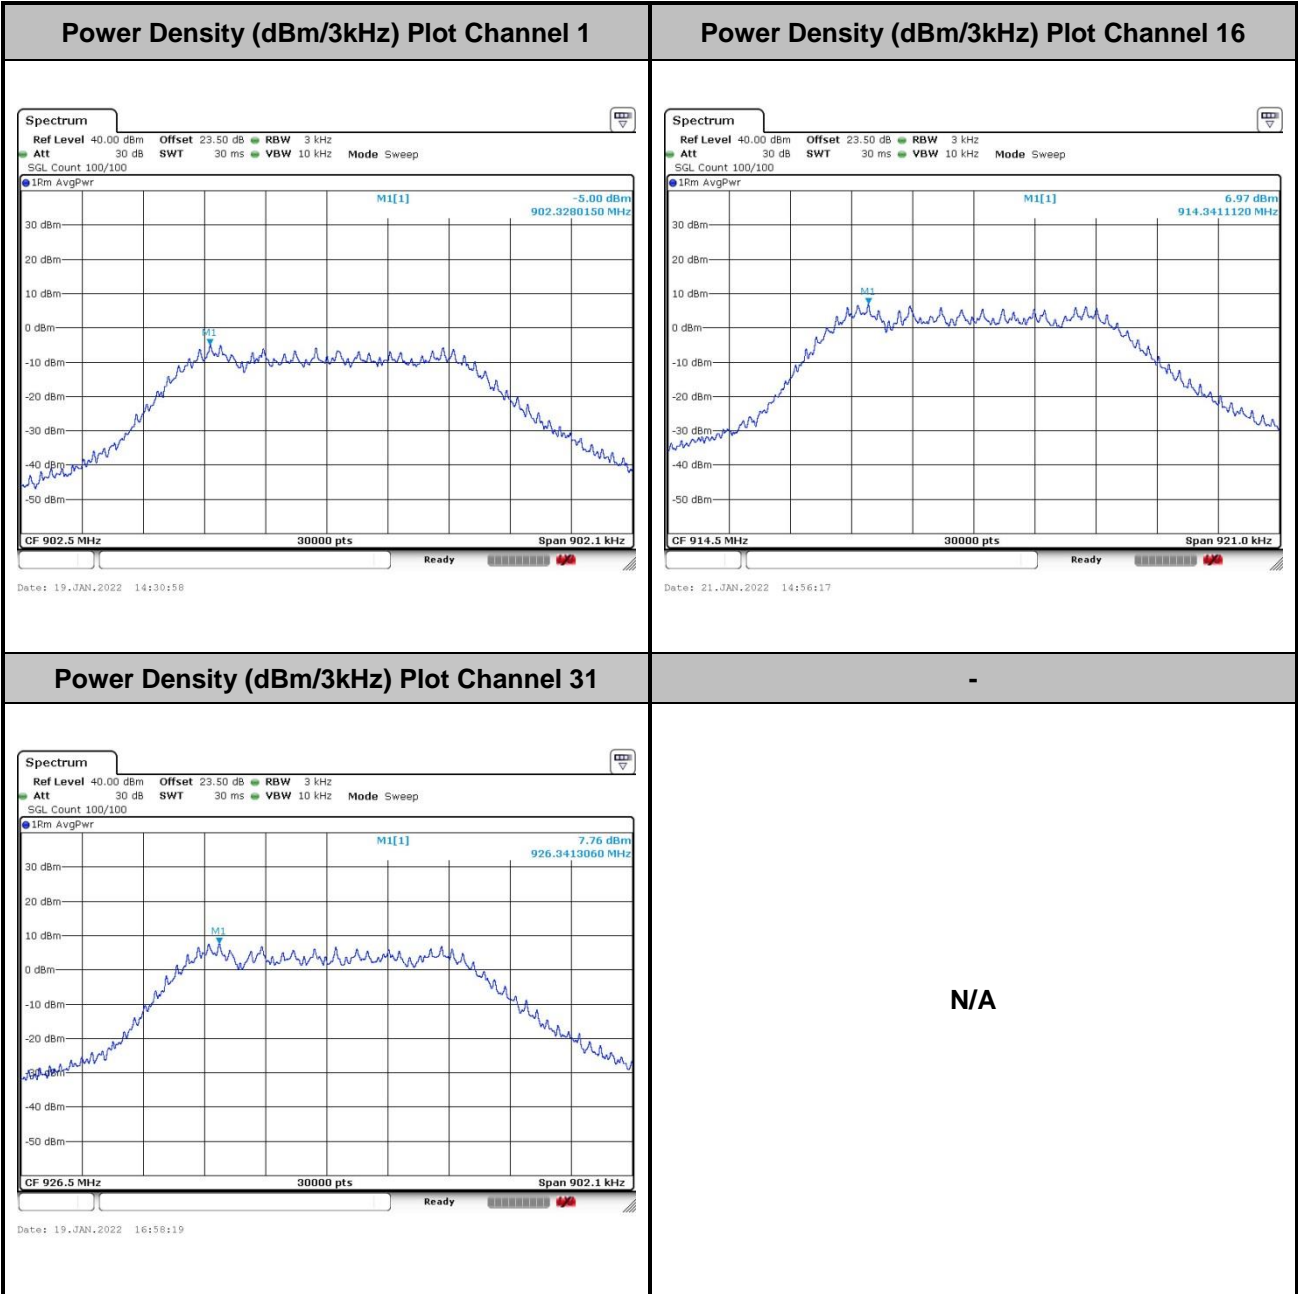 Power Density (dBm/3kHz) Plot Channel 1
Power Density (dBm/3kHz) Plot Channel 16
Spectrum
Ref Level 40.00 dBm Offset 23.50 dB RBW 3 kHz
Att 30 dB SWT 30 ms VBW 10 kHz Mode Sweep
SGL Count 100/100
1Rm AvgPwr
M1[1] -5.00 dBm
902.3280150 MHz
30 dBm
20 dBm
10 dBm
0 dBm
M1
-10 dBm
-20 dBm
-30 dBm
-40 dBm
-50 dBm
CF 902.5 MHz 30000 pts Span 902.1 kHz
Ready
Date: 19.JAN.2022 14:30:58
Spectrum
Ref Level 40.00 dBm Offset 23.50 dB RBW 3 kHz
Att 30 dB SWT 30 ms VBW 10 kHz Mode Sweep
SGL Count 100/100
1Rm AvgPwr
M1[1] 6.97 dBm
914.3411120 MHz
30 dBm
20 dBm
10 dBm
M1
0 dBm
-10 dBm
-20 dBm
-30 dBm
-40 dBm
-50 dBm
CF 914.5 MHz 30000 pts Span 921.0 kHz
Ready
Date: 21.JAN.2022 14:56:17
Power Density (dBm/3kHz) Plot Channel 31
-
Spectrum
Ref Level 40.00 dBm Offset 23.50 dB RBW 3 kHz
Att 30 dB SWT 30 ms VBW 10 kHz Mode Sweep
SGL Count 100/100
1Rm AvgPwr
M1[1] 7.76 dBm
926.3413060 MHz
30 dBm
20 dBm
10 dBm
M1
0 dBm
-10 dBm
-20 dBm
-30 dBm
-40 dBm
-50 dBm
CF 926.5 MHz 30000 pts Span 902.1 kHz
Ready
Date: 19.JAN.2022 16:58:19
N/A